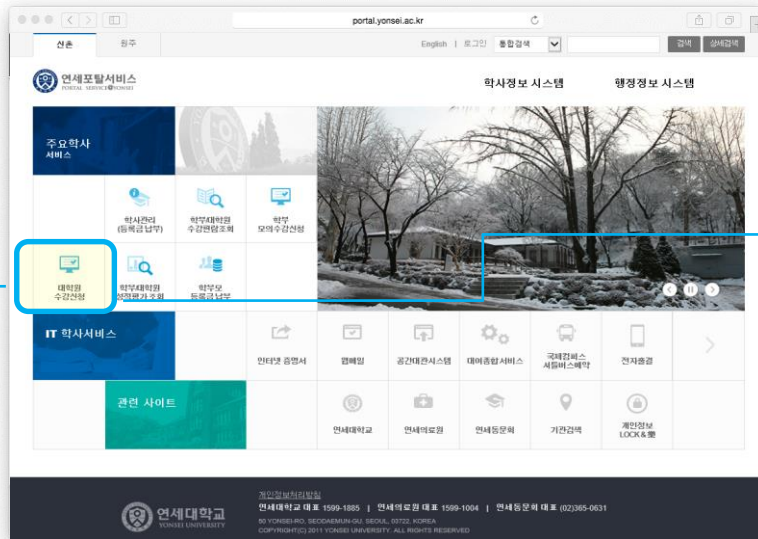 portal.yonsei.ac.kr
신촌
원주
English | 로그인 통합검색
검색 상세검색
연세포탈서비스
PORTAL SERVICE@YONSEI
학사정보 시스템
행정정보 시스템
주요학사
서비스
학사관리
(등록금 납부)
학부/대학원
수강편람조회
학부
모의수강신청
대학원
수강신청
학부/대학원
성적평가 조회
학부모
등록금 납부
IT 학사서비스
인터넷 증명서
웹메일
공간대관시스템
대여종합서비스
국제캠퍼스
셔틀버스예약
전자출결
관련 사이트
연세대학교
연세의료원
연세동문회
기관검색
개인정보
LOCK & 樂
연세대학교
YONSEI UNIVERSITY
개인정보처리방침
연세대학교 대표 1599-1885 | 연세의료원 대표 1599-1004 | 연세동문회 대표 (02)365-0631
50 YONSEI-RO, SEODAEMUN-GU, SEOUL, 03722, KOREA
COPYRIGHT(C) 2011 YONSEI UNIVERSITY. ALL RIGHTS RESERVED